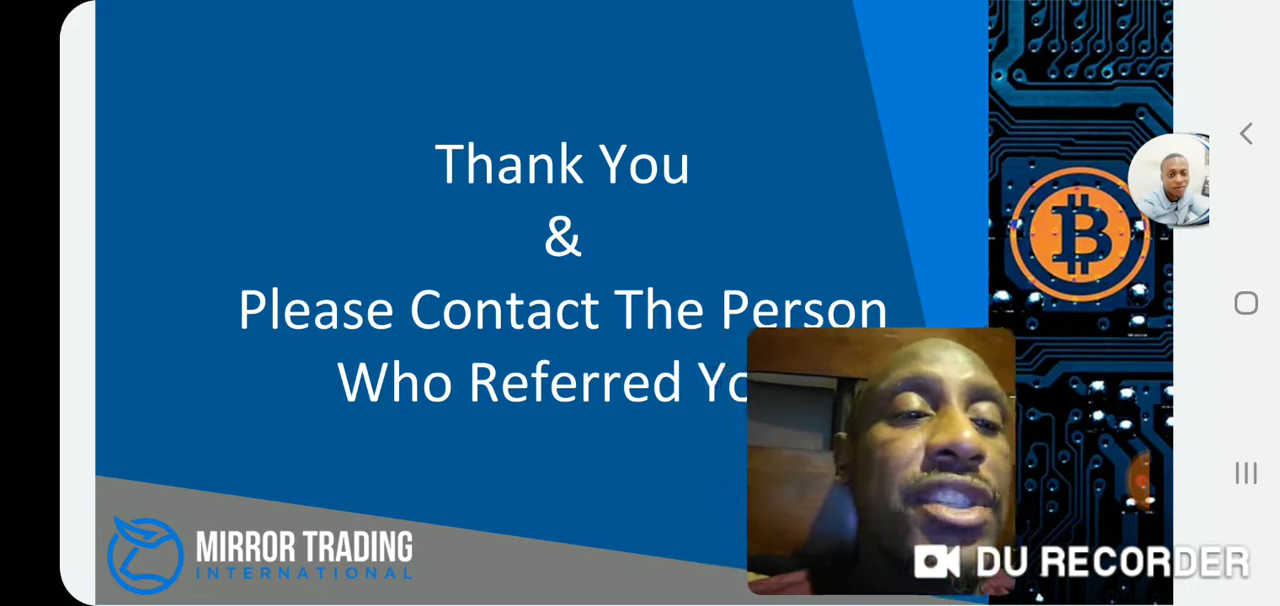 Thank You
&
Please Contact The Person
Who Referred Yo
MIRROR TRADING
INTERNATIONAL
DU RECORDER